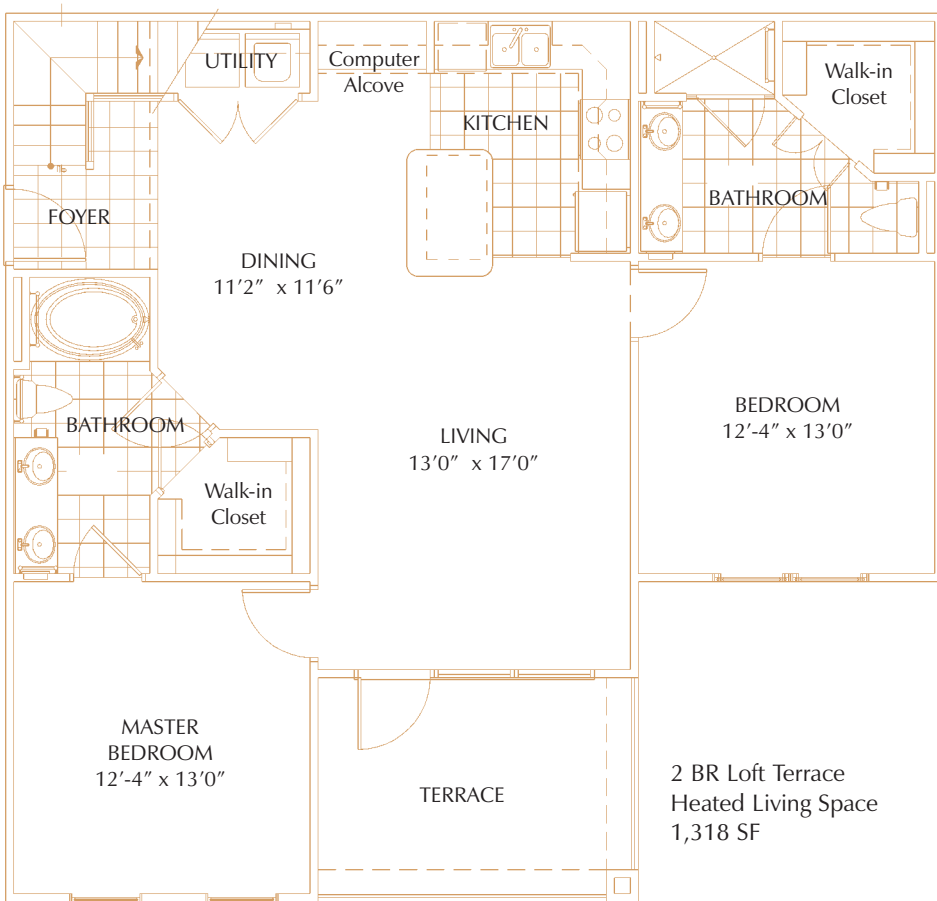 UTILITY
Computer
Alcove
Walk-in
Closet
KITCHEN
BATHROOM
FOYER
DINING
11’2” x 11’6”
BEDROOM
12’-4” x 13’0”
BATHROOM
LIVING
13’0” x 17’0”
Walk-in
Closet
MASTER
BEDROOM
12’-4” x 13’0”
TERRACE
2 BR Loft Terrace
Heated Living Space
1,318 SF